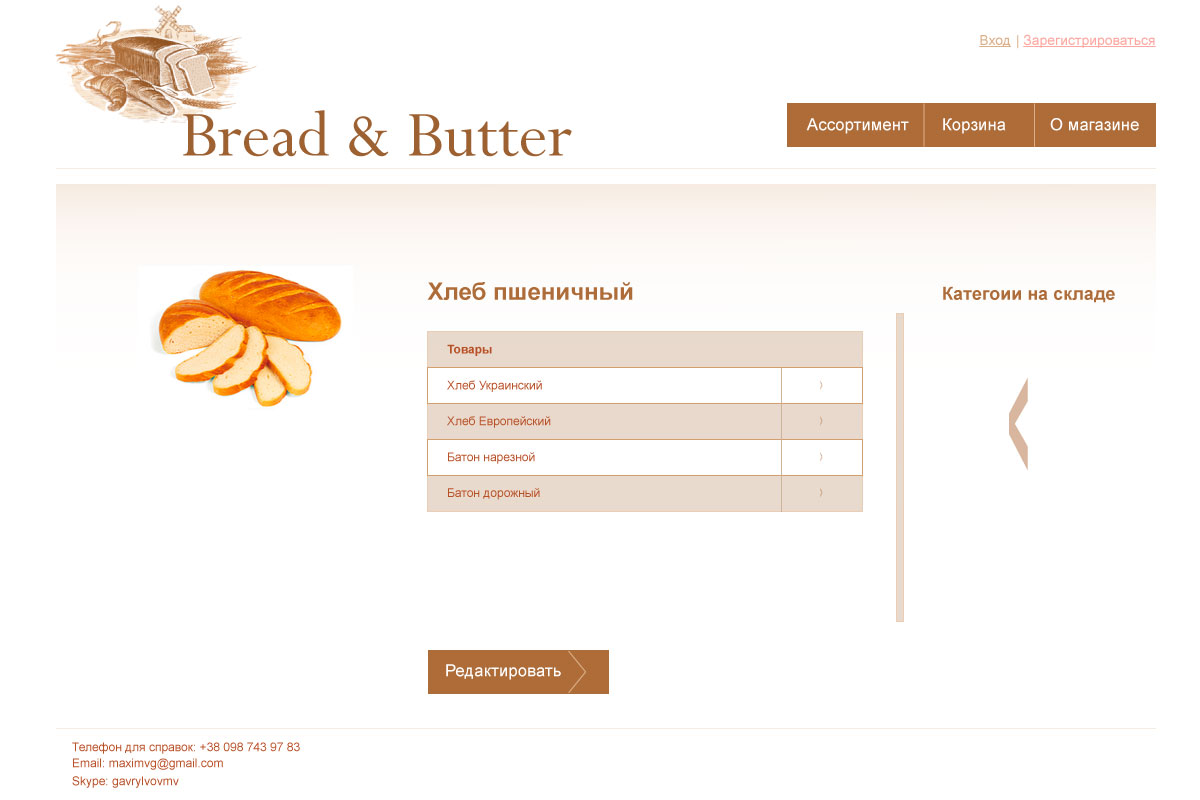 Вход | Зарегистрироваться
Bread & Butter
Ассортимент Корзина О магазине
Хлеб пшеничный
Категоии на складе
Товары
Хлеб Украинский
Хлеб Европейский
Батон нарезной
Батон дорожный
Редактировать
Телефон для справок: +38 098 743 97 83
Email: maximvg@gmail.com
Skype: gavrylvovmv